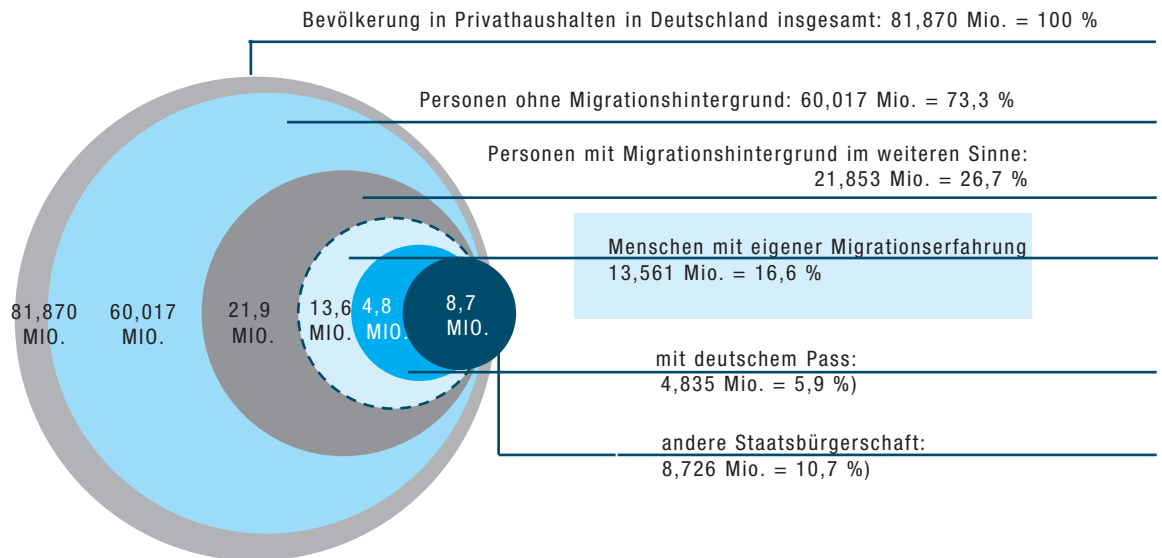 Bevölkerung in Privathaushalten in Deutschland insgesamt: 81,870 Mio. = 100 %
Personen ohne Migrationshintergrund: 60,017 Mio. = 73,3 %
Personen mit Migrationshintergrund im weiteren Sinne:
21,853 Mio. = 26,7 %
Menschen mit eigener Migrationserfahrung
13,561 Mio. = 16,6 %
81,870
MIO.
60,017
MIO.
21,9
MIO.
13,6
MIO.
4,8
MIO.
8,7
MIO.
mit deutschem Pass:
4,835 Mio. = 5,9 %)
andere Staatsbürgerschaft:
8,726 Mio. = 10,7 %)